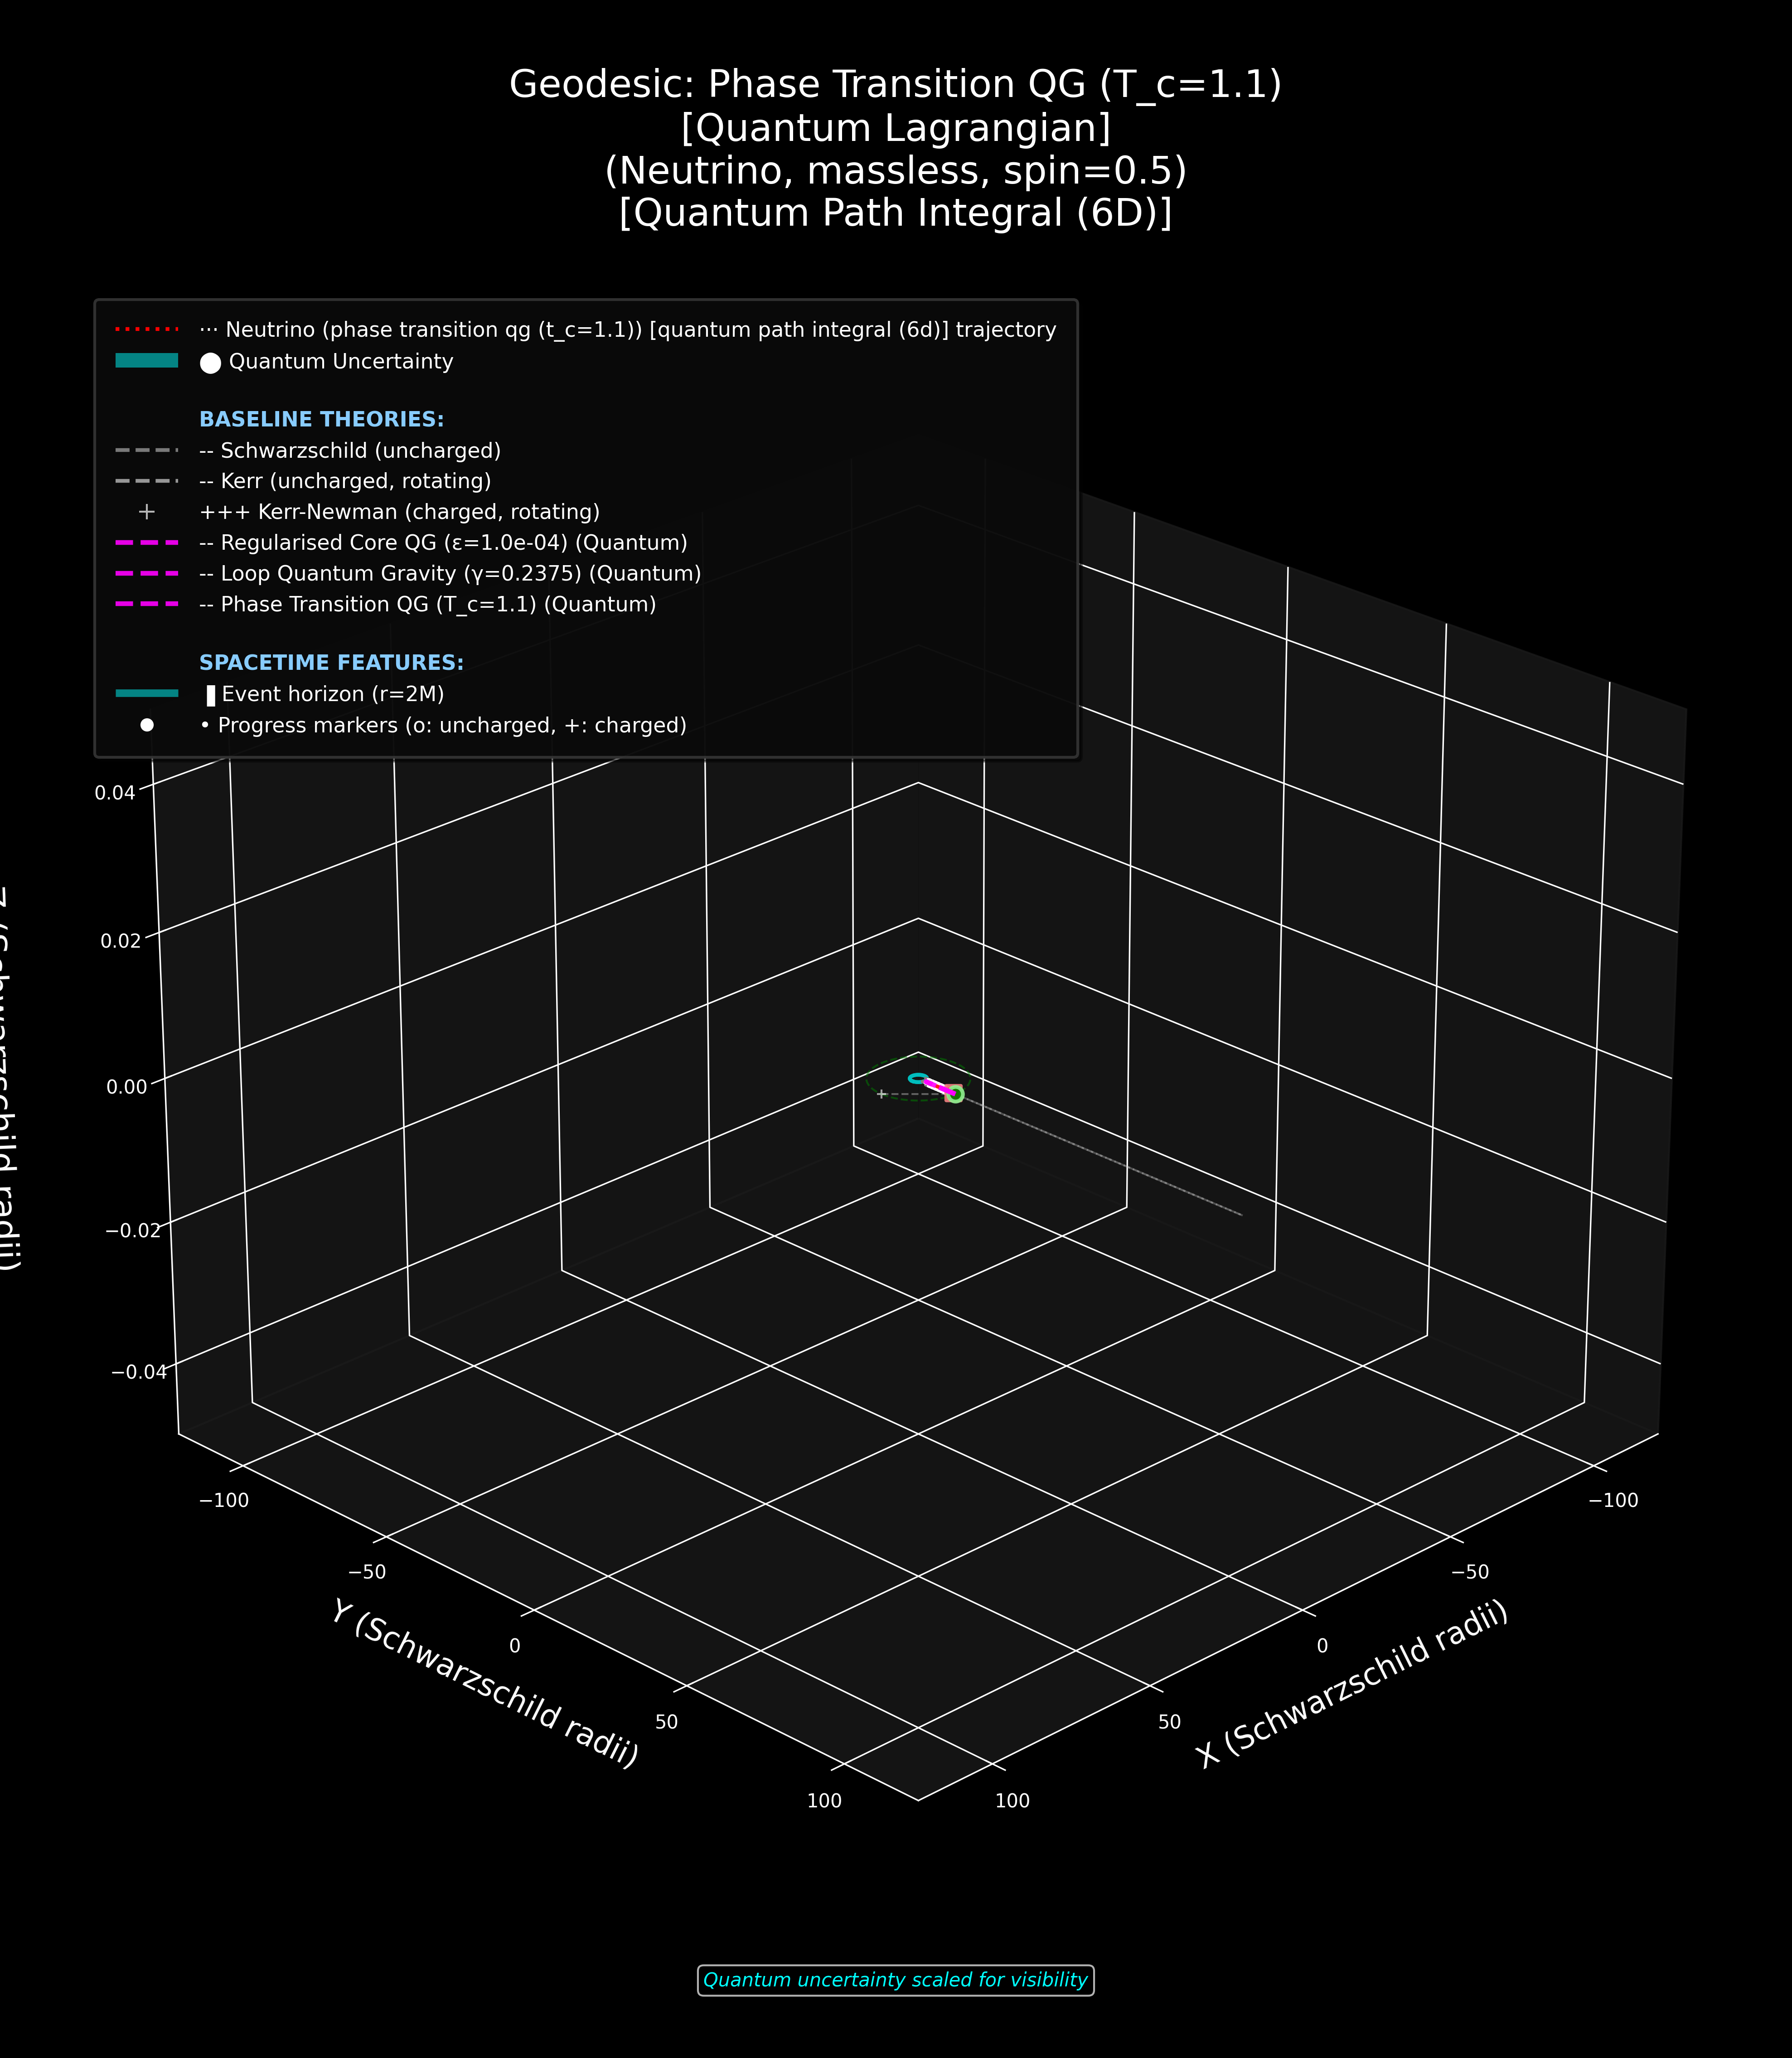 Geodesic: Phase Transition QG (T_c=1.1)
[Quantum Lagrangian]
(Neutrino, massless, spin=0.5)
[Quantum Path Integral (6D)]
··· Neutrino (phase transition qg (t_c=1.1)) [quantum path integral (6d)] trajectory
● Quantum Uncertainty
BASELINE THEORIES:
-- Schwarzschild (uncharged)
-- Kerr (uncharged, rotating)
+++ Kerr-Newman (charged, rotating)
-- Regularised Core QG (ε=1.0e-04) (Quantum)
-- Loop Quantum Gravity (γ=0.2375) (Quantum)
-- Phase Transition QG (T_c=1.1) (Quantum)
SPACETIME FEATURES:
▐ Event horizon (r=2M)
• Progress markers (o: uncharged, +: charged)
0.04
0.02
0.00
−0.02
−0.04
Z (Schwarzschild radii)
−100
−50
0
50
100
Y (Schwarzschild radii)
100
50
0
−50
−100
X (Schwarzschild radii)
Quantum uncertainty scaled for visibility